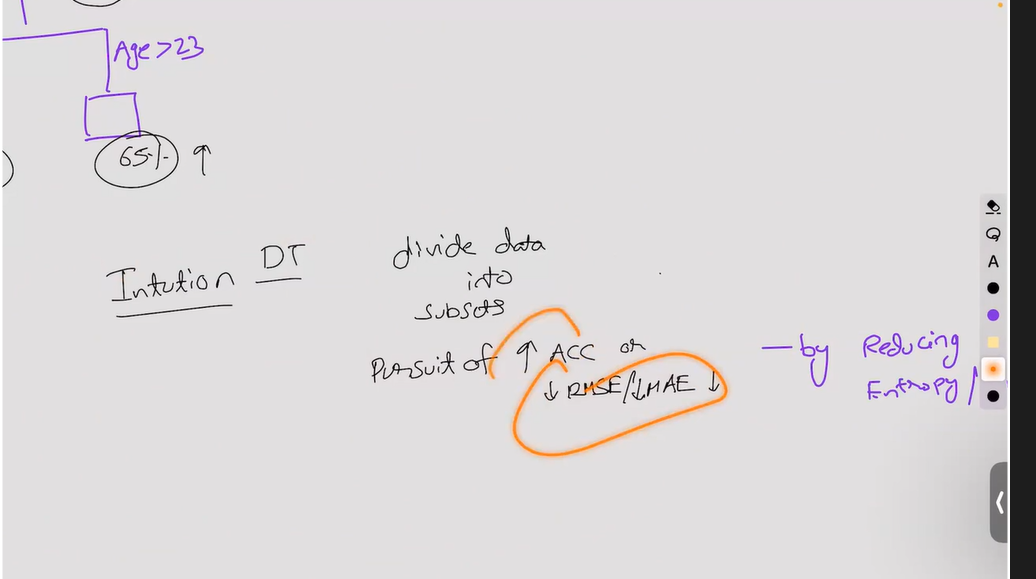 Age >23
65% ↑
Intution DT
divide data
into
subsets
Pursuit of ↑ ACC or
↓ RMSE/↓MAE ↓
— by Reducing
Entropy/
A